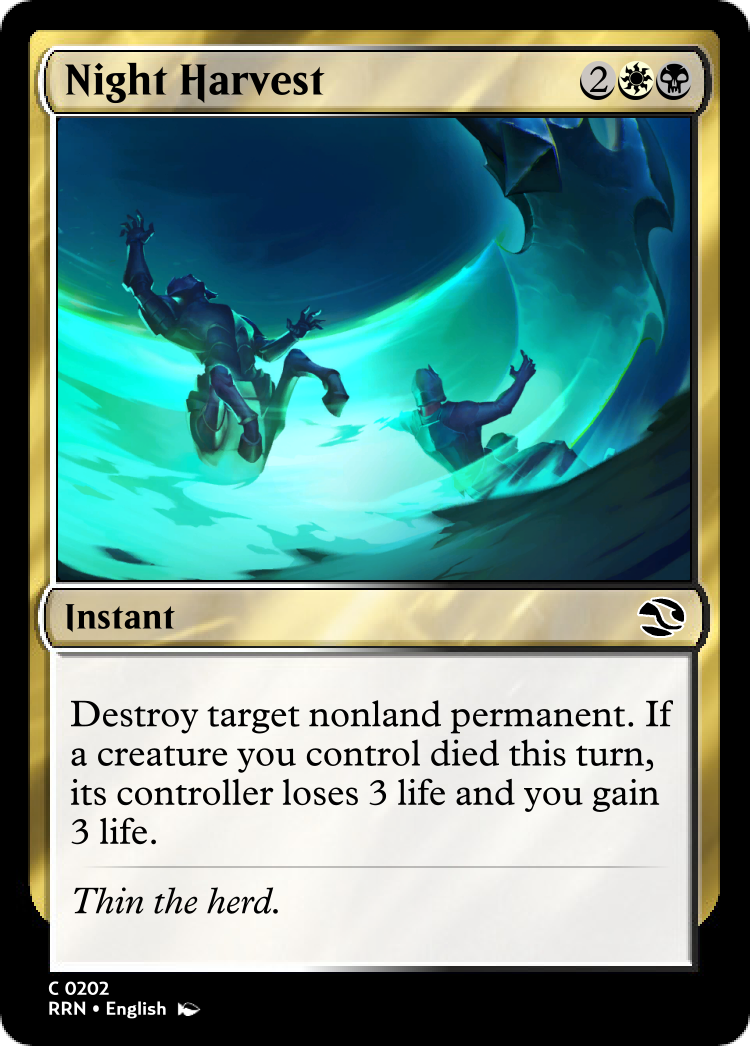 Night Harvest 2
Instant
Destroy target nonland permanent. If
a creature you control died this turn,
its controller loses 3 life and you gain
3 life.
Thin the herd.
C 0202
RRN • English